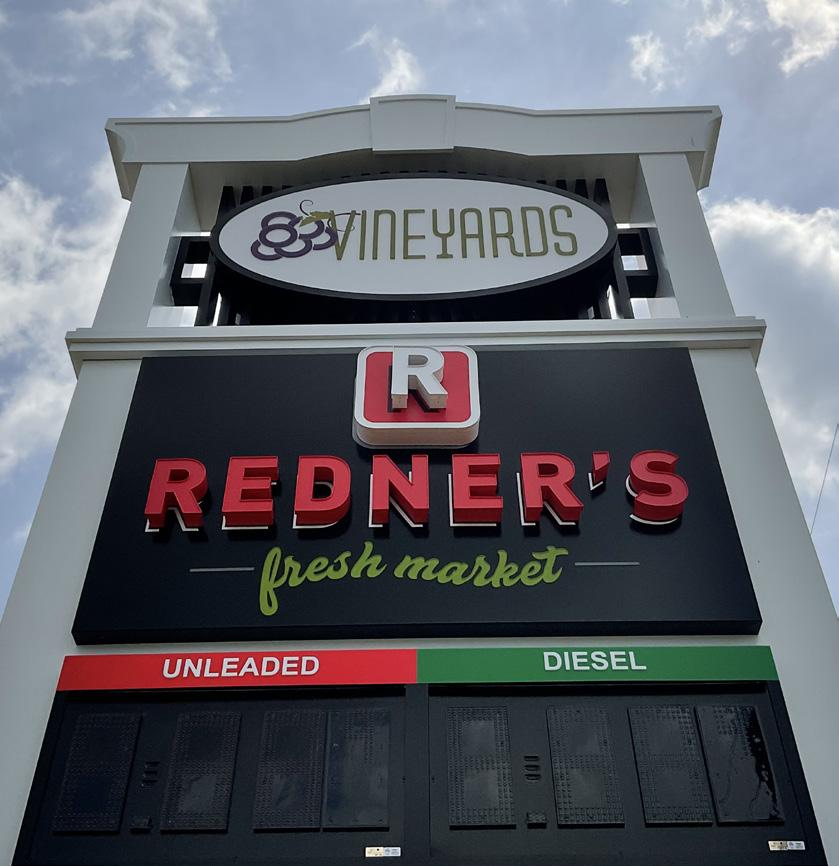 VINEYARDS
R
REDNER'S
fresh market
UNLEADED
DIESEL